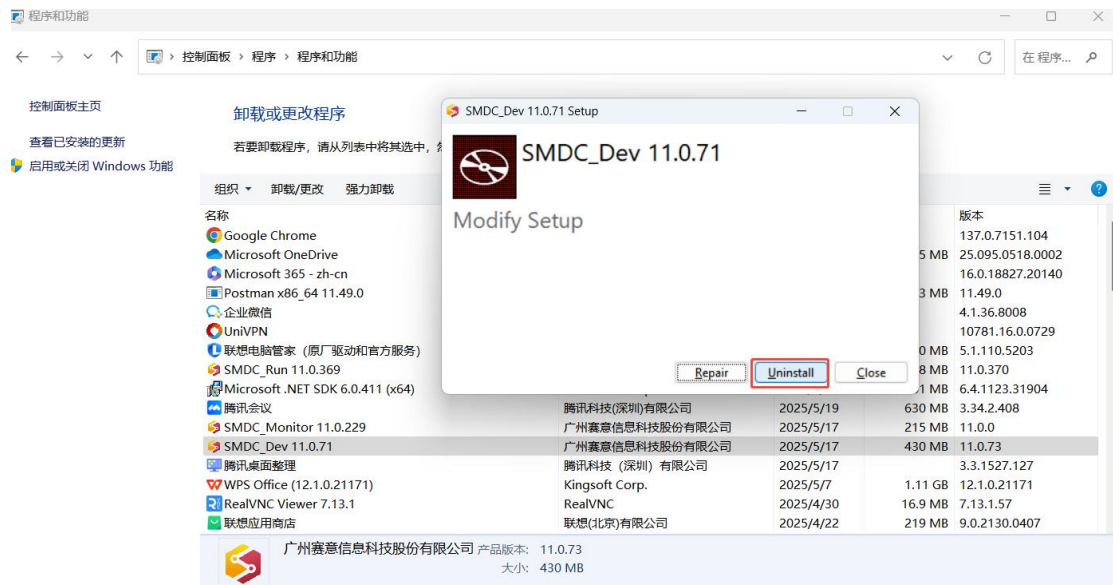 程序和功能
控制面板 › 程序 › 程序和功能
在 程序...
控制面板主页
查看已安装的更新
启用或关闭 Windows 功能
卸载或更改程序
若要卸载程序，请从列表中将其选中，
组织 卸载/更改 强力卸载
SMDC_Dev 11.0.71 Setup
SMDC_Dev 11.0.71
Modify Setup
Repair Uninstall Close
名称 版本
Google Chrome 137.0.7151.104
Microsoft OneDrive 5 MB 25.095.0518.0002
Microsoft 365 - zh-cn 16.0.18827.20140
Postman x86_64 11.49.0 3 MB 11.49.0
企业微信 4.1.36.8008
UniVPN 10781.16.0.0729
联想电脑管家（原厂驱动和官方服务） 0 MB 5.1.110.5203
SMDC_Run 11.0.369 8 MB 11.0.370
Microsoft .NET SDK 6.0.411 (x64) 1 MB 6.4.1123.31904
腾讯会议 腾讯科技(深圳)有限公司 2025/5/19 630 MB 3.34.2.408
SMDC_Monitor 11.0.229 广州赛意信息科技股份有限公司 2025/5/17 215 MB 11.0.0
SMDC_Dev 11.0.71 广州赛意信息科技股份有限公司 2025/5/17 430 MB 11.0.73
腾讯桌面整理 腾讯科技（深圳）有限公司 2025/5/17 3.3.1527.127
WPS Office (12.1.0.21171) Kingsoft Corp. 2025/5/7 1.11 GB 12.1.0.21171
RealVNC Viewer 7.13.1 RealVNC 2025/4/30 16.9 MB 7.13.1.57
联想应用商店 联想(北京)有限公司 2025/4/22 219 MB 9.0.2130.0407
广州赛意信息科技股份有限公司 产品版本: 11.0.73
大小: 430 MB